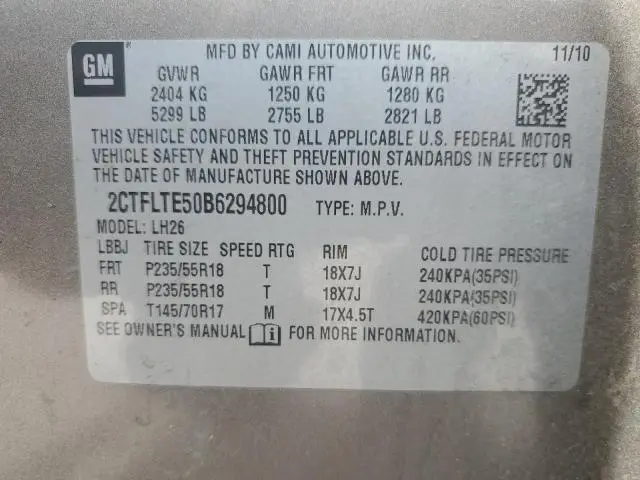 GM
MFD BY CAMI AUTOMOTIVE INC. 11/10
GVWR GAWR FRT GAWR RR
2404 KG 1250 KG 1280 KG
5299 LB 2755 LB 2821 LB
THIS VEHICLE CONFORMS TO ALL APPLICABLE U.S. FEDERAL MOTOR
VEHICLE SAFETY AND THEFT PREVENTION STANDARDS IN EFFECT ON
THE DATE OF MANUFACTURE SHOWN ABOVE.
2CTFLTE50B6294800 TYPE: M.P.V.
MODEL: LH26
LBBJ TIRE SIZE SPEED RTG RIM COLD TIRE PRESSURE
FRT P235/55R18 T 18X7J 240KPA(35PSI)
RR P235/55R18 T 18X7J 240KPA(35PSI)
SPA T145/70R17 M 17X4.5T 420KPA(60PSI)
SEE OWNER'S MANUAL FOR MORE INFORMATION.